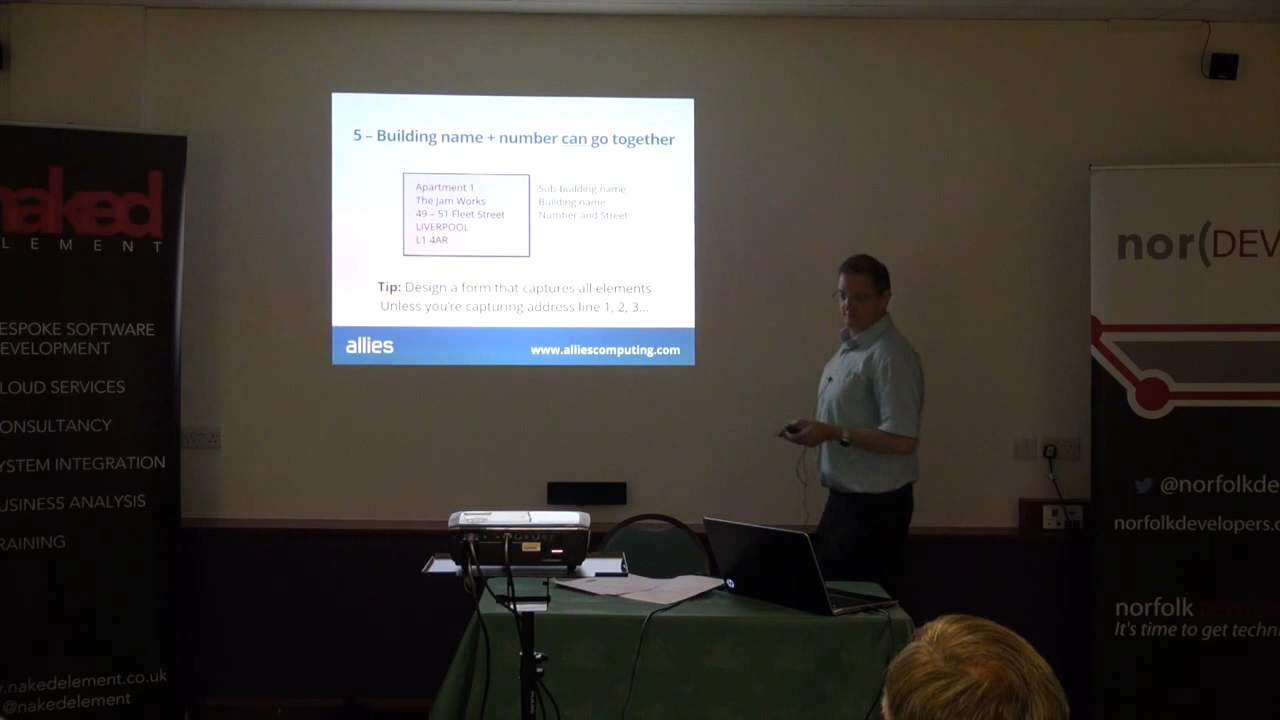 5 – Building name + number can go together
Apartment 1
The Jam Works
49 – 51 Fleet Street
LIVERPOOL
L1 4AR
Sub-building name
Building name
Number and Street
Tip: Design a form that captures all elements
Unless you're capturing address line 1, 2, 3...
allies
www.alliescomputing.com
naked
LEMENT
ESPOKE SOFTWARE
EVELOPMENT
LOUD SERVICES
ONSULTANCY
YSTEM INTEGRATION
USINESS ANALYSIS
RAINING
.nakedelement.co.uk
@nakedelement
nor(DEV
@norfolkde
norfolkdevelopers.c
norfolk
It's time to get techn